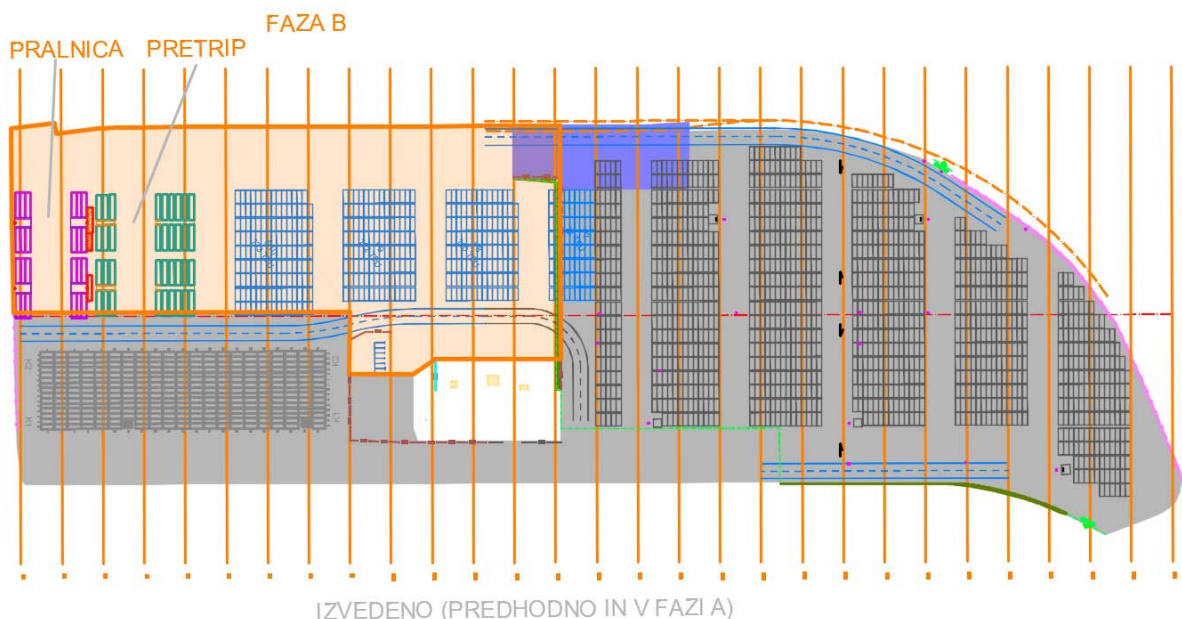 FAZA B
PRALNICA PRETRIP
IZVEDENO (PREDHODNO IN V FAZI A)